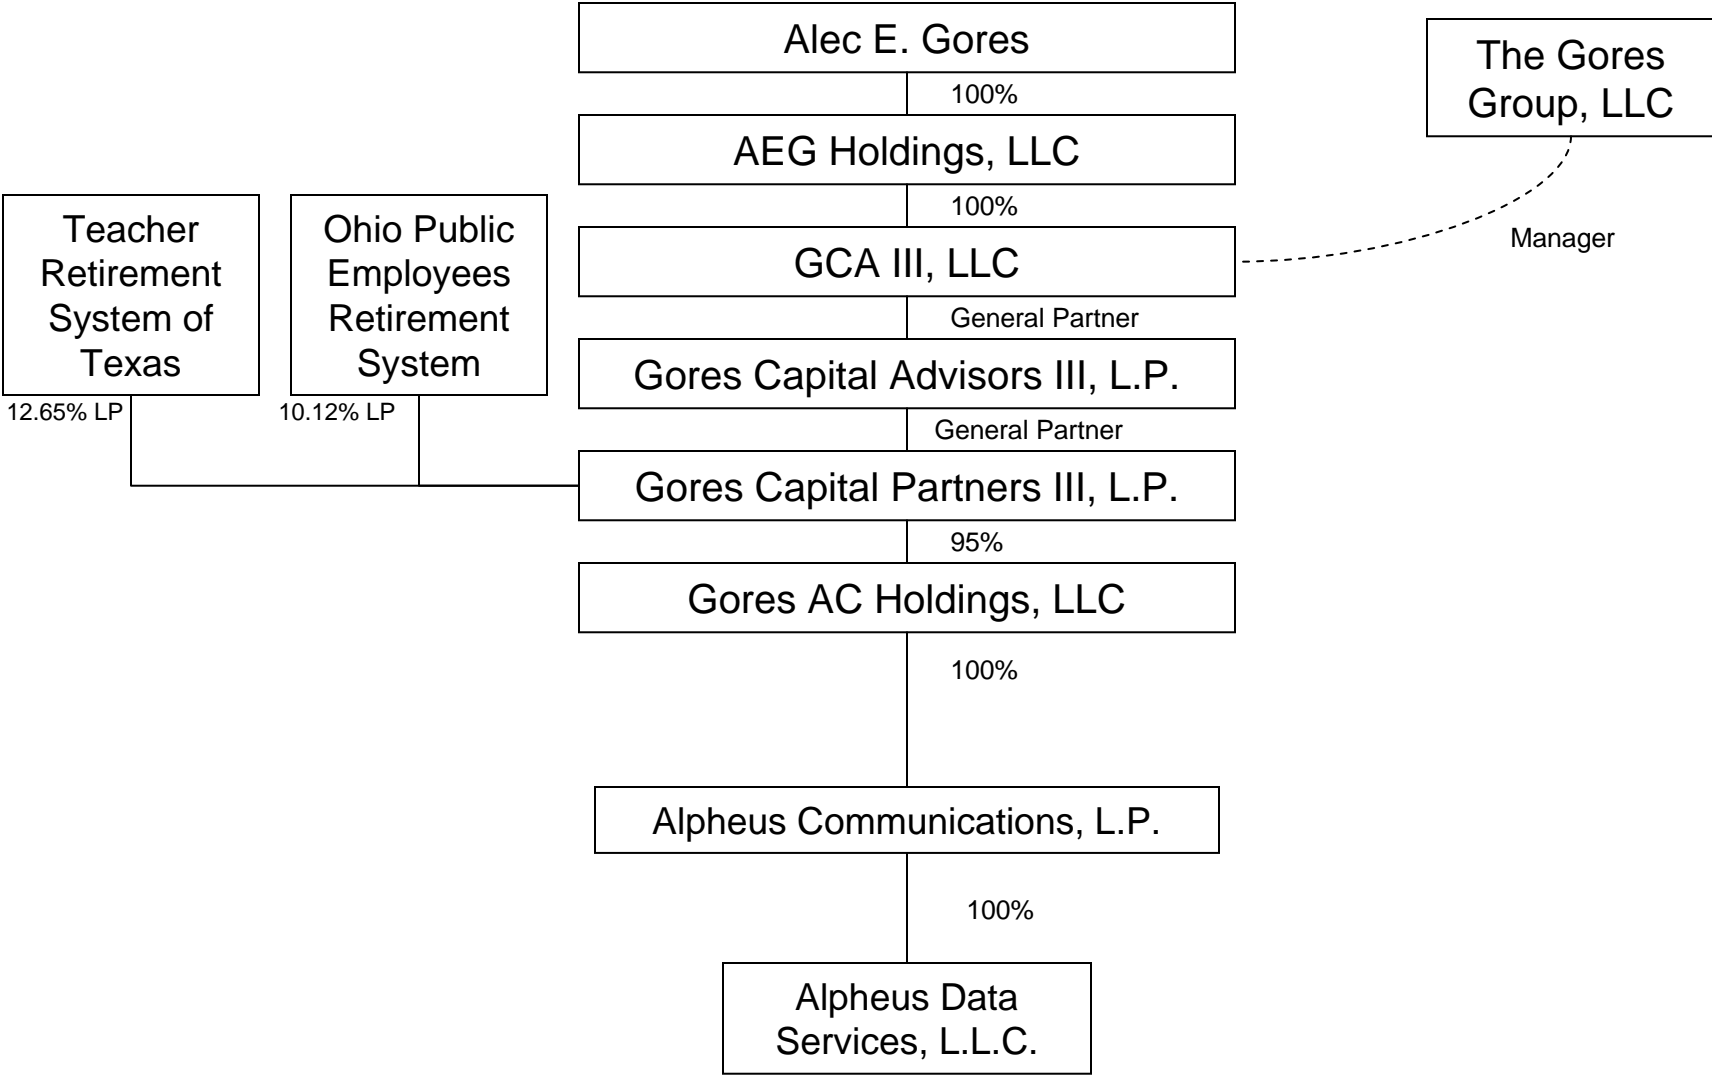 Alec E. Gores
The Gores
Group, LLC
100%
AEG Holdings, LLC
100%
Teacher
Retirement
System of
Texas
Ohio Public
Employees
Retirement
System
GCA III, LLC
Manager
General Partner
Gores Capital Advisors III, L.P.
12.65% LP
10.12% LP
General Partner
Gores Capital Partners III, L.P.
95%
Gores AC Holdings, LLC
100%
Alpheus Communications, L.P.
100%
Alpheus Data
Services, L.L.C.